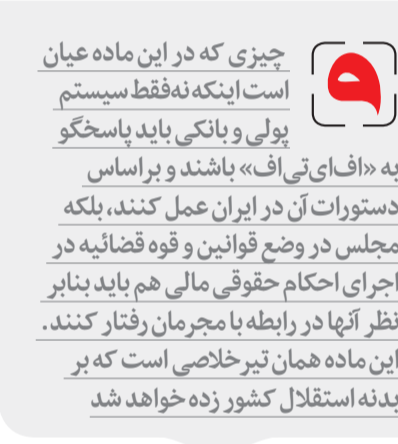 چیزی که در این ماده عیان
است اینکه نه‌فقط سیستم
پولی و بانکی باید پاسخگو
به «اف‌ای‌تی‌اف» باشند و براساس
دستورات آن در ایران عمل کنند، بلکه
مجلس در وضع قوانین و قوه قضائیه در
اجرای احکام حقوقی مالی هم باید بنابر
نظر آنها در رابطه با مجرمان رفتار کنند.
این ماده همان تیر خلاصی است که بر
بدنه استقلال کشور زده خواهد شد